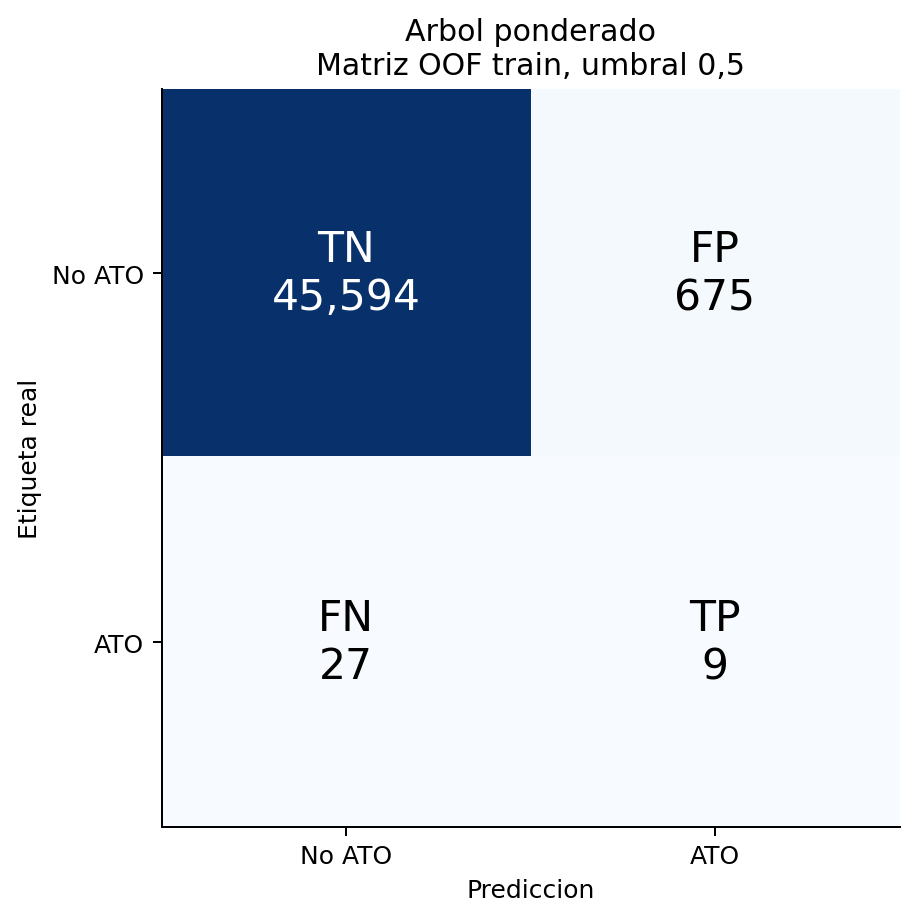 Arbol ponderado
Matriz OOF train, umbral 0,5
TN
45,594
FP
675
No ATO
Etiqueta real
FN
27
TP
9
ATO
No ATO
ATO
Prediccion